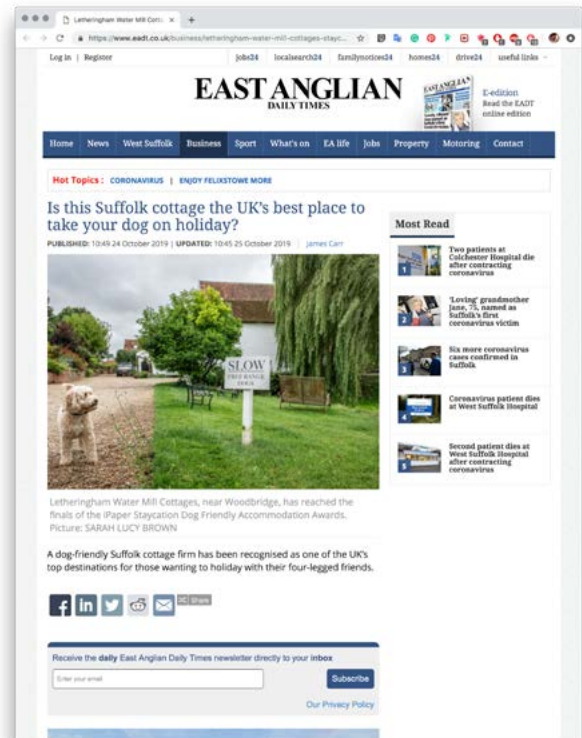 Letheringham Water Mill Cotta
https://www.eadt.co.uk/business/letheringham-water-mill-cottages-stayc...
Log in | Register
jobs24 localsearch24 familynotices24 homes24 drive24 useful links
EAST ANGLIAN
DAILY TIMES
E-edition
Read the EADT
online edition
Home News West Suffolk Business Sport What's on EA life Jobs Property Motoring Contact
Hot Topics : CORONAVIRUS | ENJOY FELIXSTOWE MORE
Is this Suffolk cottage the UK's best place to
take your dog on holiday?
PUBLISHED: 10:49 24 October 2019 | UPDATED: 10:45 25 October 2019 | James Carr
SLOW
FREE RANGE
DOGS
Letheringham Water Mill Cottages, near Woodbridge, has reached the
finals of the iPaper Staycation Dog Friendly Accommodation Awards.
Picture: SARAH LUCY BROWN
A dog-friendly Suffolk cottage firm has been recognised as one of the UK's
top destinations for those wanting to holiday with their four-legged friends.
Share
Receive the daily East Anglian Daily Times newsletter directly to your inbox
Enter your email
Subscribe
Our Privacy Policy
Most Read
1
Two patients at
Colchester Hospital die
after contracting
coronavirus
2
'Loving' grandmother
Jane, 75, named as
Suffolk's first
coronavirus victim
3
Six more coronavirus
cases confirmed in
Suffolk
4
Coronavirus patient dies
at West Suffolk Hospital
5
Second patient dies at
West Suffolk Hospital
after contracting
coronavirus